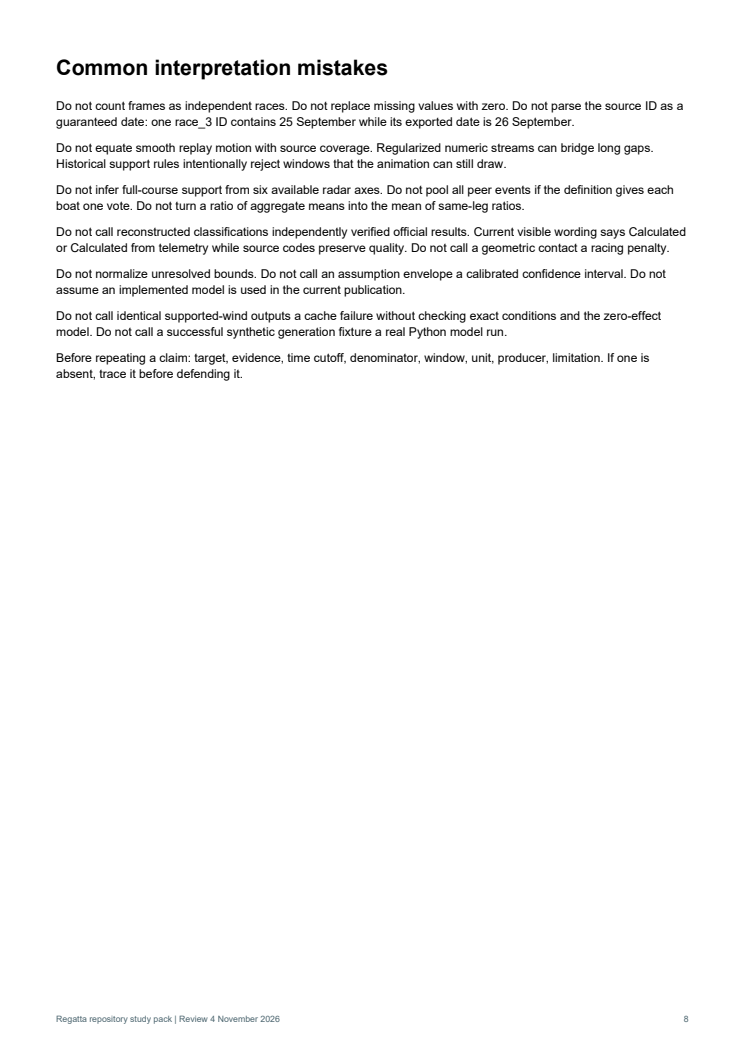 Common interpretation mistakes
Do not count frames as independent races. Do not replace missing values with zero. Do not parse the source ID as a
guaranteed date: one race_3 ID contains 25 September while its exported date is 26 September.
Do not equate smooth replay motion with source coverage. Regularized numeric streams can bridge long gaps.
Historical support rules intentionally reject windows that the animation can still draw.
Do not infer full-course support from six available radar axes. Do not pool all peer events if the definition gives each
boat one vote. Do not turn a ratio of aggregate means into the mean of same-leg ratios.
Do not call reconstructed classifications independently verified official results. Current visible wording says Calculated
or Calculated from telemetry while source codes preserve quality. Do not call a geometric contact a racing penalty.
Do not normalize unresolved bounds. Do not call an assumption envelope a calibrated confidence interval. Do not
assume an implemented model is used in the current publication.
Do not call identical supported-wind outputs a cache failure without checking exact conditions and the zero-effect
model. Do not call a successful synthetic generation fixture a real Python model run.
Before repeating a claim: target, evidence, time cutoff, denominator, window, unit, producer, limitation. If one is
absent, trace it before defending it.
Regatta repository study pack | Review 4 November 2026
8